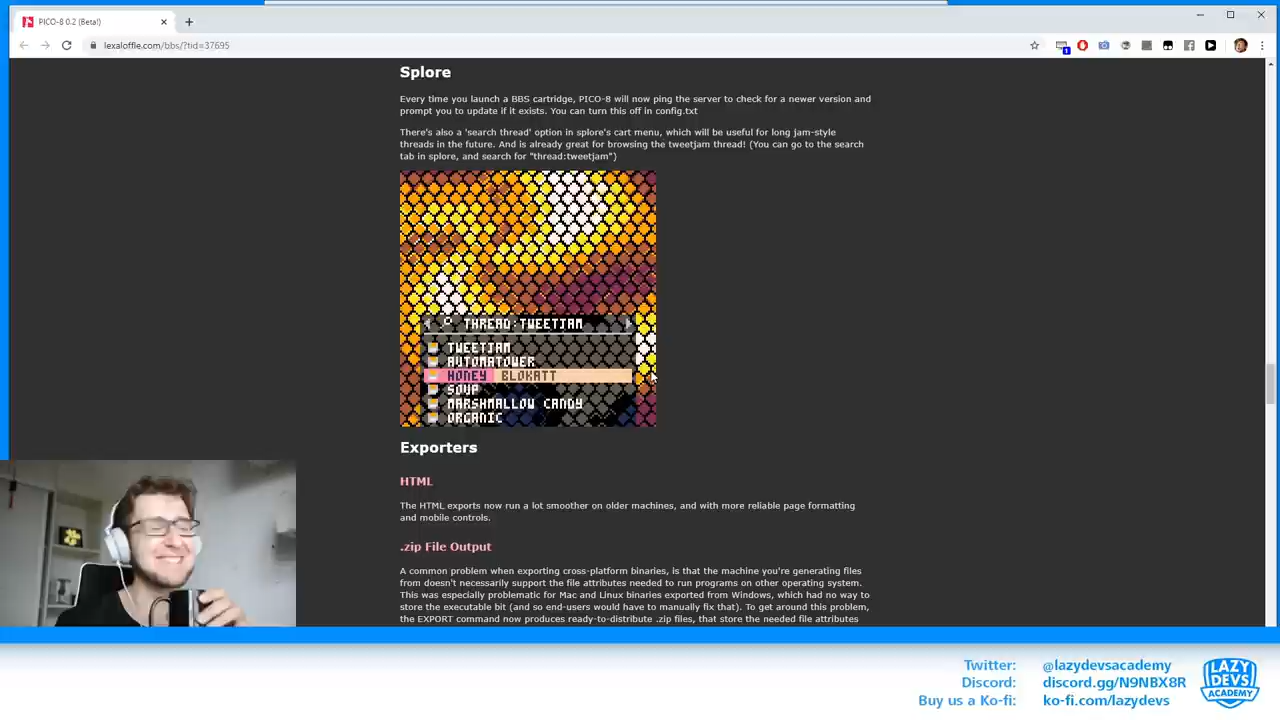 PICO-8 0.2 (Beta!)
lexaloffle.com/bbs/?tid=37695
1
Splore
Every time you launch a BBS cartridge, PICO-8 will now ping the server to check for a newer version and
prompt you to update if it exists. You can turn this off in config.txt
There's also a 'search thread' option in splore's cart menu, which will be useful for long jam-style
threads in the future. And is already great for browsing the tweetjam thread! (You can go to the search
tab in splore, and search for "thread:tweetjam")
THREAD:TWEETJAM
TWEETJAM
AUTOMATOWER
HONEY BLOKATT
SOUP
MARSHMALLOW CANDY
ORGANIC
Exporters
HTML
The HTML exports now run a lot smoother on older machines, and with more reliable page formatting
and mobile controls.
.zip File Output
A common problem when exporting cross-platform binaries, is that the machine you're generating files
from doesn't necessarily support the file attributes needed to run programs on other operating system.
This was especially problematic for Mac and Linux binaries exported from Windows, which had no way to
store the executable bit (and so end-users would have to manually fix that). To get around this problem,
the EXPORT command now produces ready-to-distribute .zip files, that store the needed file attributes
Twitter: @lazydevsacademy
Discord: discord.gg/N9NBX8R
Buy us a Ko-fi: ko-fi.com/lazydevs
LAZY
DEVS
ACADEMY